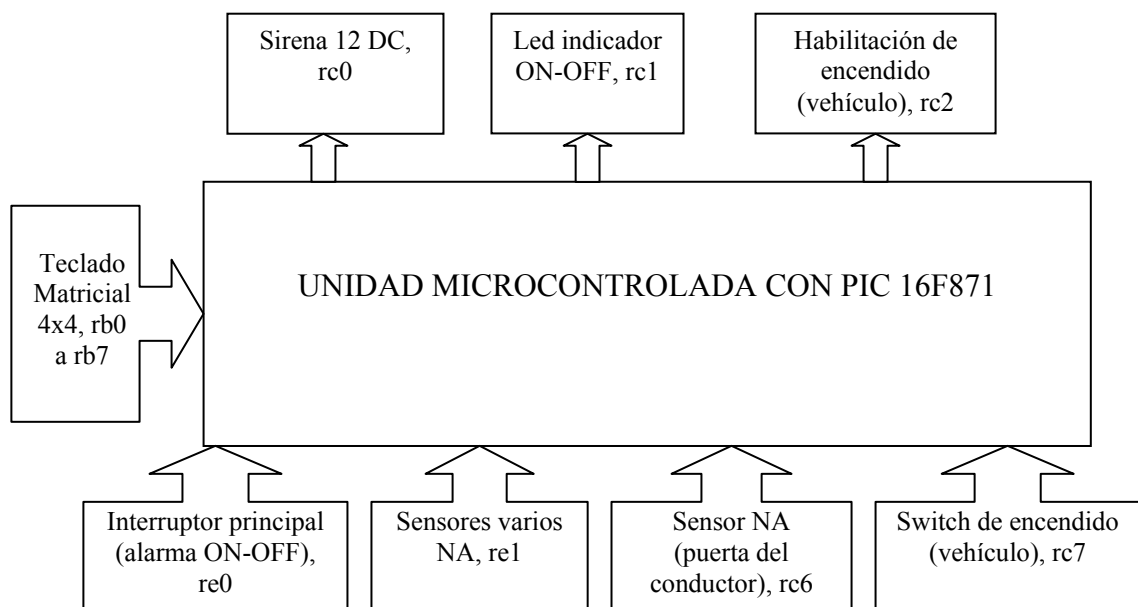 Sirena 12 DC,
rc0
Led indicador
ON-OFF, rc1
Habilitación de
encendido
(vehículo), rc2
Teclado
Matricial
4x4, rb0
a rb7
UNIDAD MICROCONTROLADA CON PIC 16F871
Interruptor principal
(alarma ON-OFF),
re0
Sensores varios
NA, re1
Sensor NA
(puerta del
conductor), rc6
Switch de encendido
(vehículo), rc7